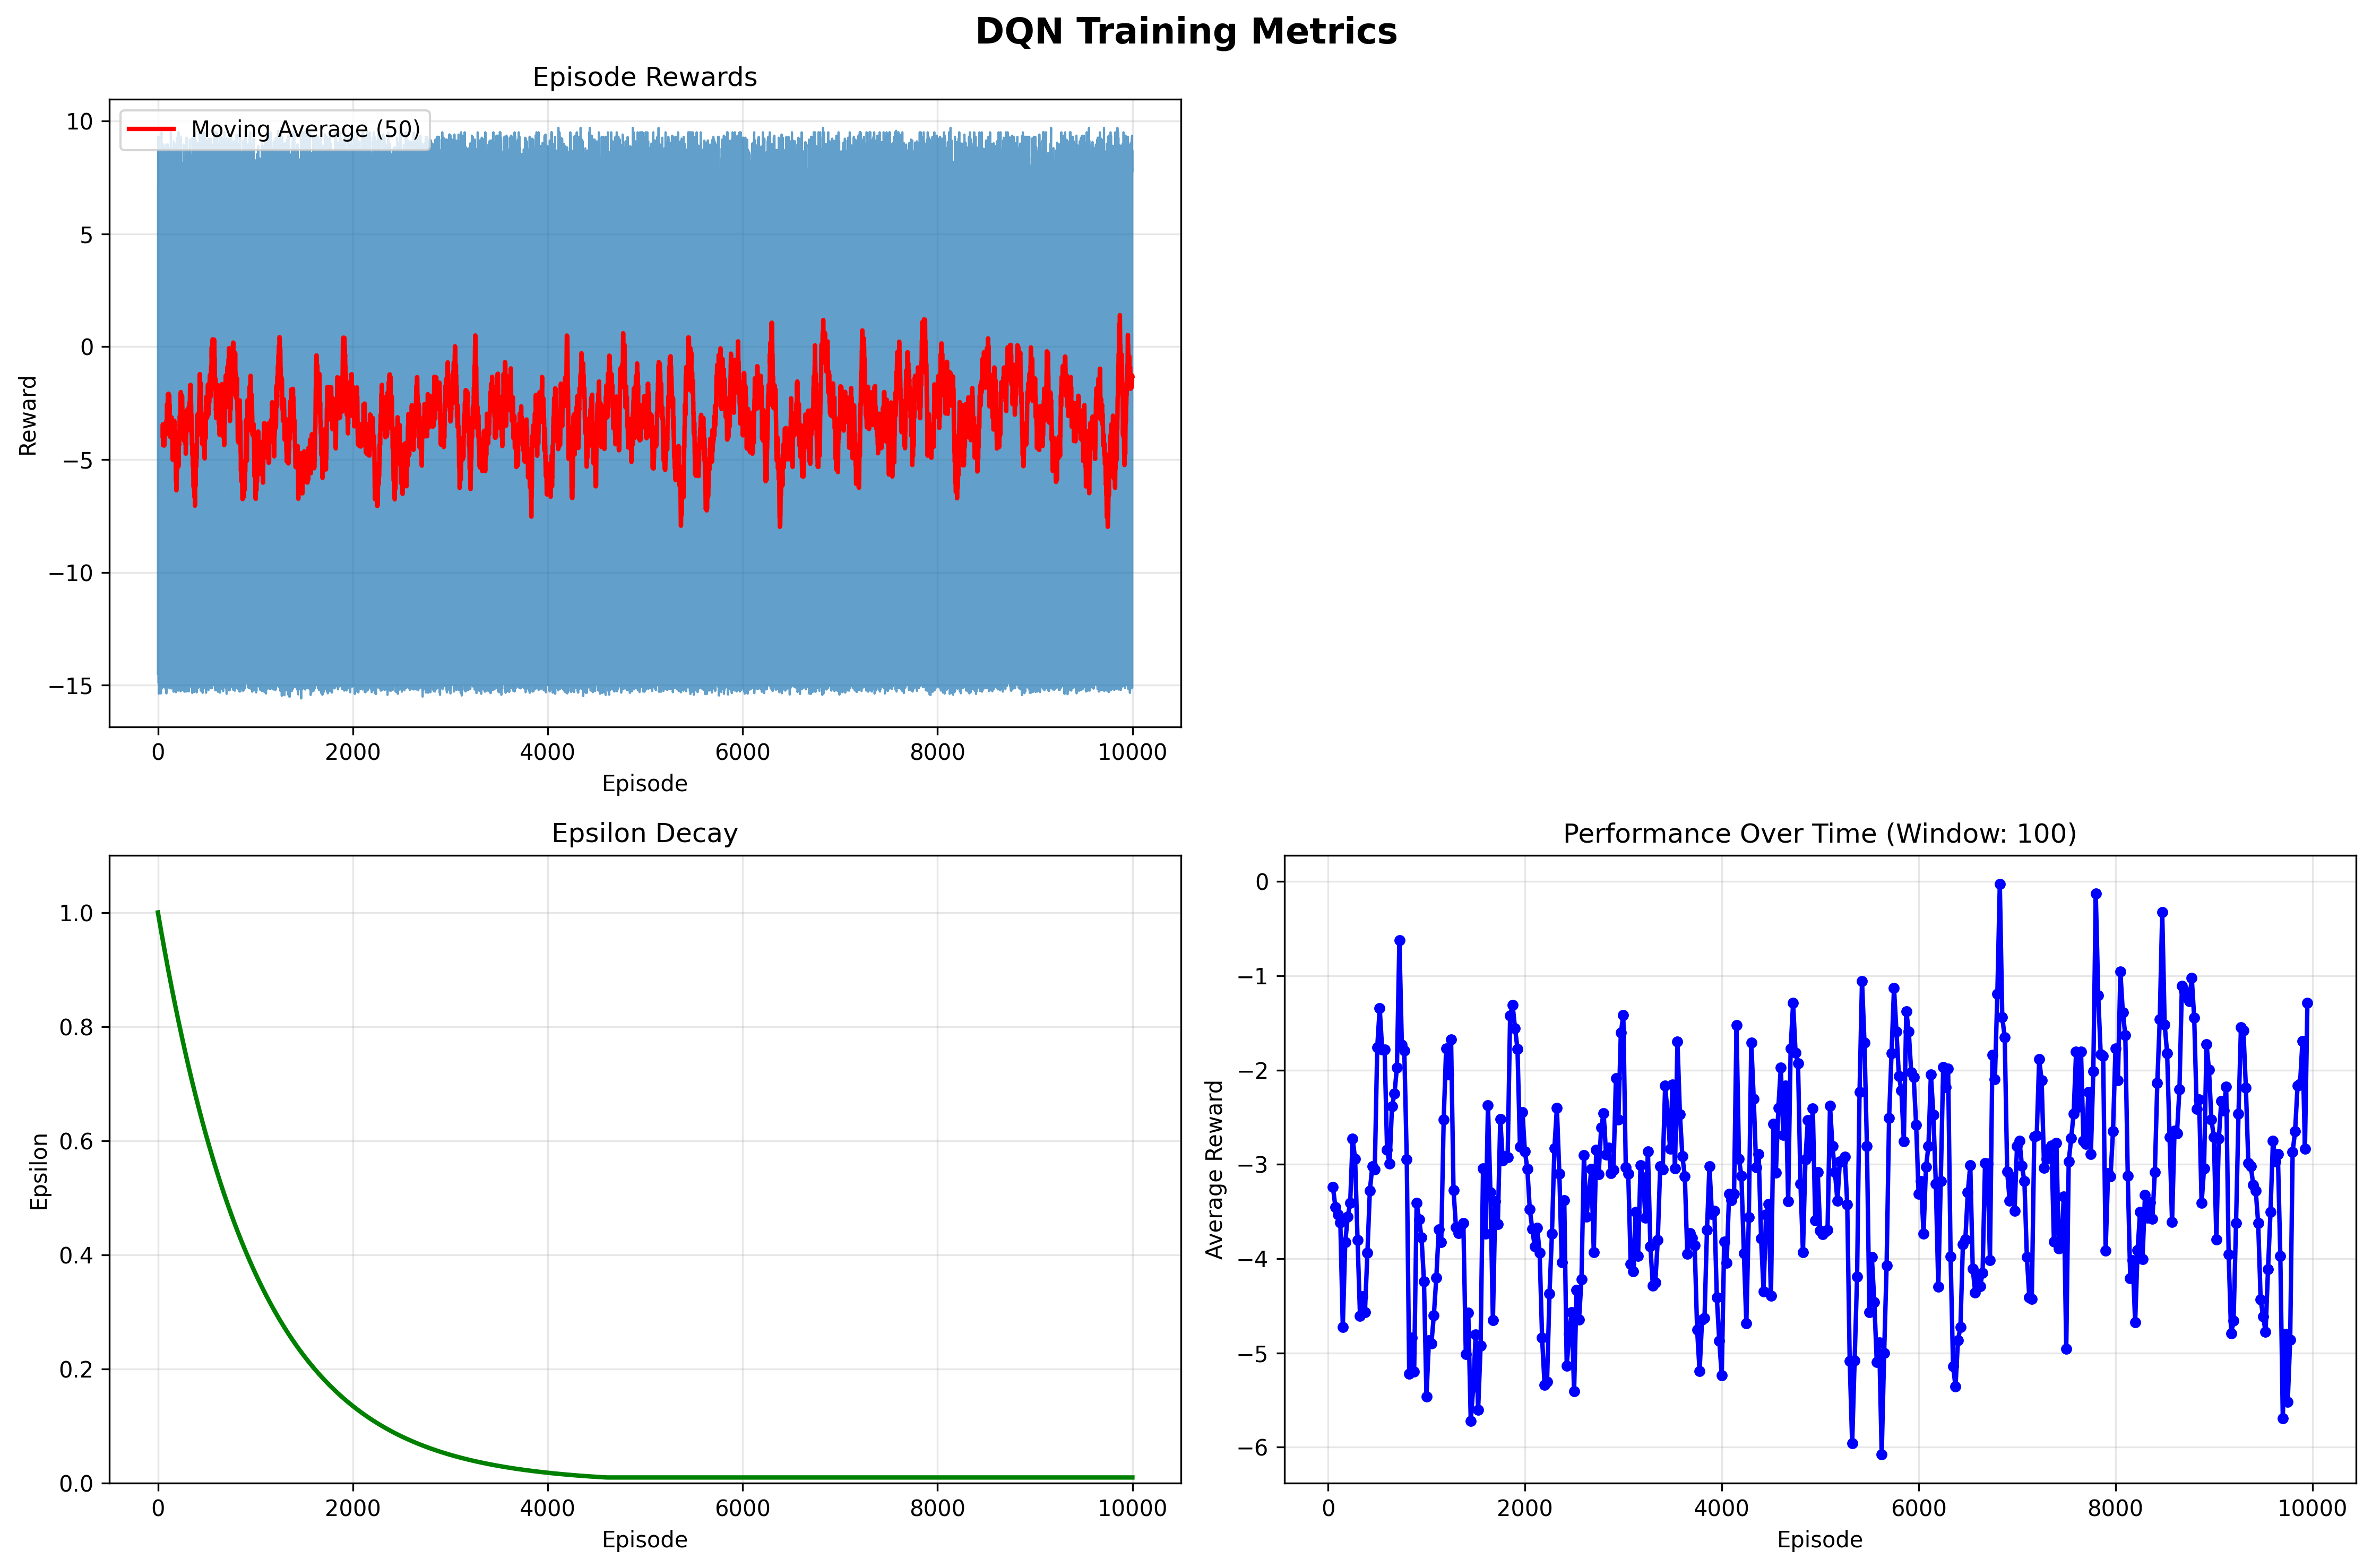 DQN Training Metrics
Episode Rewards
Moving Average (50)
10
5
0
−5
−10
−15
Reward
0 2000 4000 6000 8000 10000
Episode
Epsilon Decay
1.0
0.8
0.6
0.4
0.2
0.0
Epsilon
0 2000 4000 6000 8000 10000
Episode
Performance Over Time (Window: 100)
0
−1
−2
−3
−4
−5
−6
Average Reward
0 2000 4000 6000 8000 10000
Episode